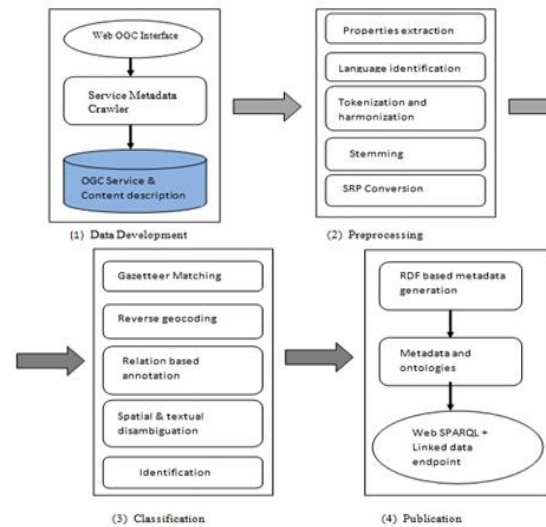 Web OGC Interface
Service Metadata
Crawler
OGC Service &
Content description
(1) Data Development
Properties extraction
Language identification
Tokenization and
harmonization
Stemming
SRP Conversion
(2) Preprocessing
Gazetteer Matching
Reverse geocoding
Relation based
annotation
Spatial & textual
disambiguation
Identification
(3) Classification
RDF based metadata
generation
Metadata and
ontologies
Web SPARQL +
Linked data
endpoint
(4) Publication